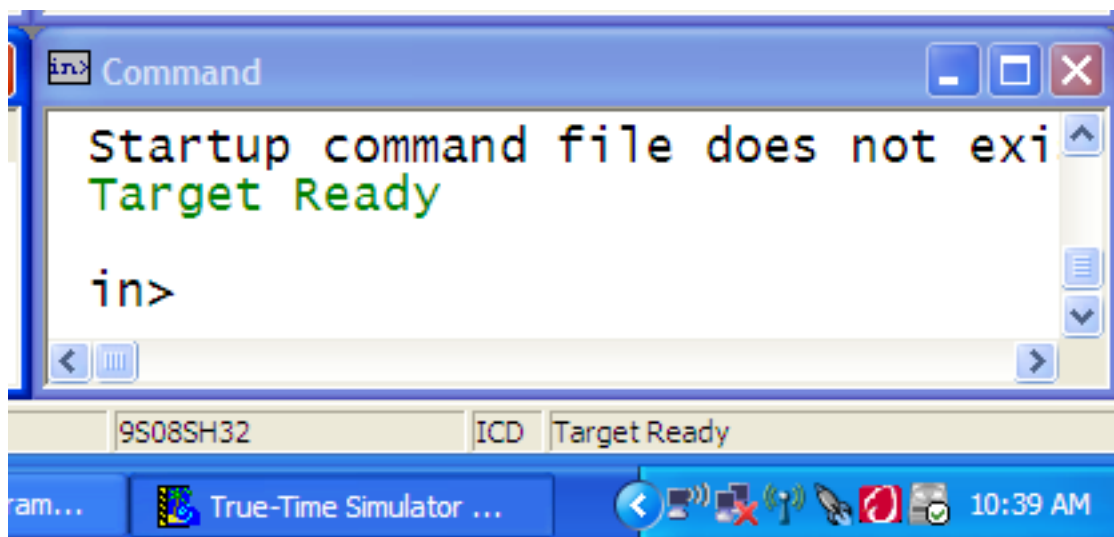 in> Command
Startup command file does not exi
Target Ready
in>
9S08SH32 ICD Target Ready
ram... True-Time Simulator ... 10:39 AM